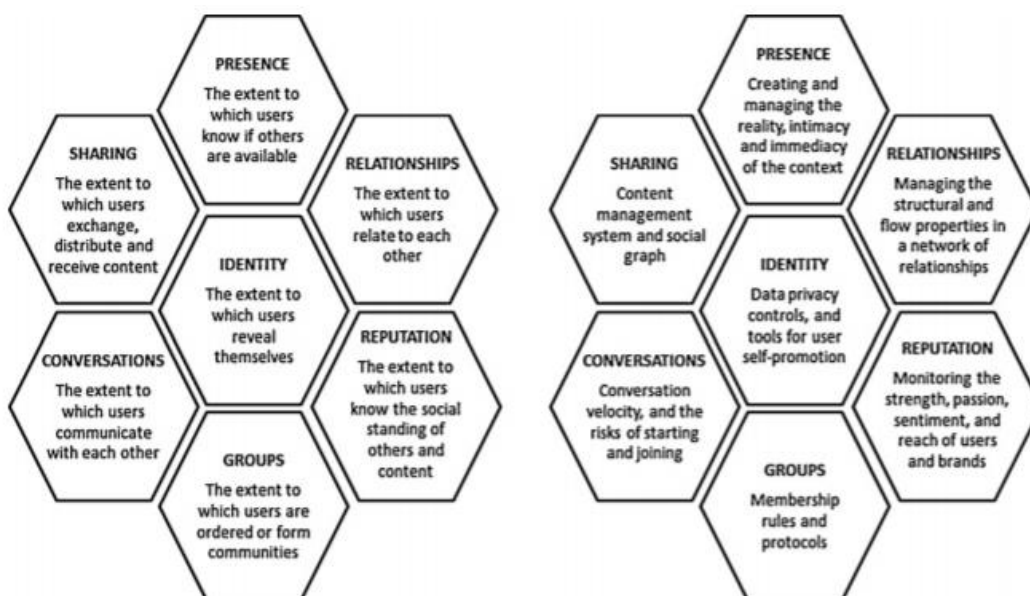 PRESENCE
The extent to
which users
know if others
are available
SHARING
The extent to
which users
exchange,
distribute and
receive content
RELATIONSHIPS
The extent to
which users
relate to each
other
IDENTITY
The extent to
which users
reveal
themselves
CONVERSATIONS
The extent to
which users
communicate
with each other
REPUTATION
The extent to
which users
know the social
standing of
others and
content
GROUPS
The extent to
which users are
ordered or form
communities
PRESENCE
Creating and
managing the
reality, intimacy
and immediacy
of the context
SHARING
Content
management
system and social
graph
RELATIONSHIPS
Managing the
structural and
flow properties in
a network of
relationships
IDENTITY
Data privacy
controls, and
tools for user
self-promotion
CONVERSATIONS
Conversation
velocity, and the
risks of starting
and joining
REPUTATION
Monitoring the
strength, passion,
sentiment, and
reach of users
and brands
GROUPS
Membership
rules and
protocols